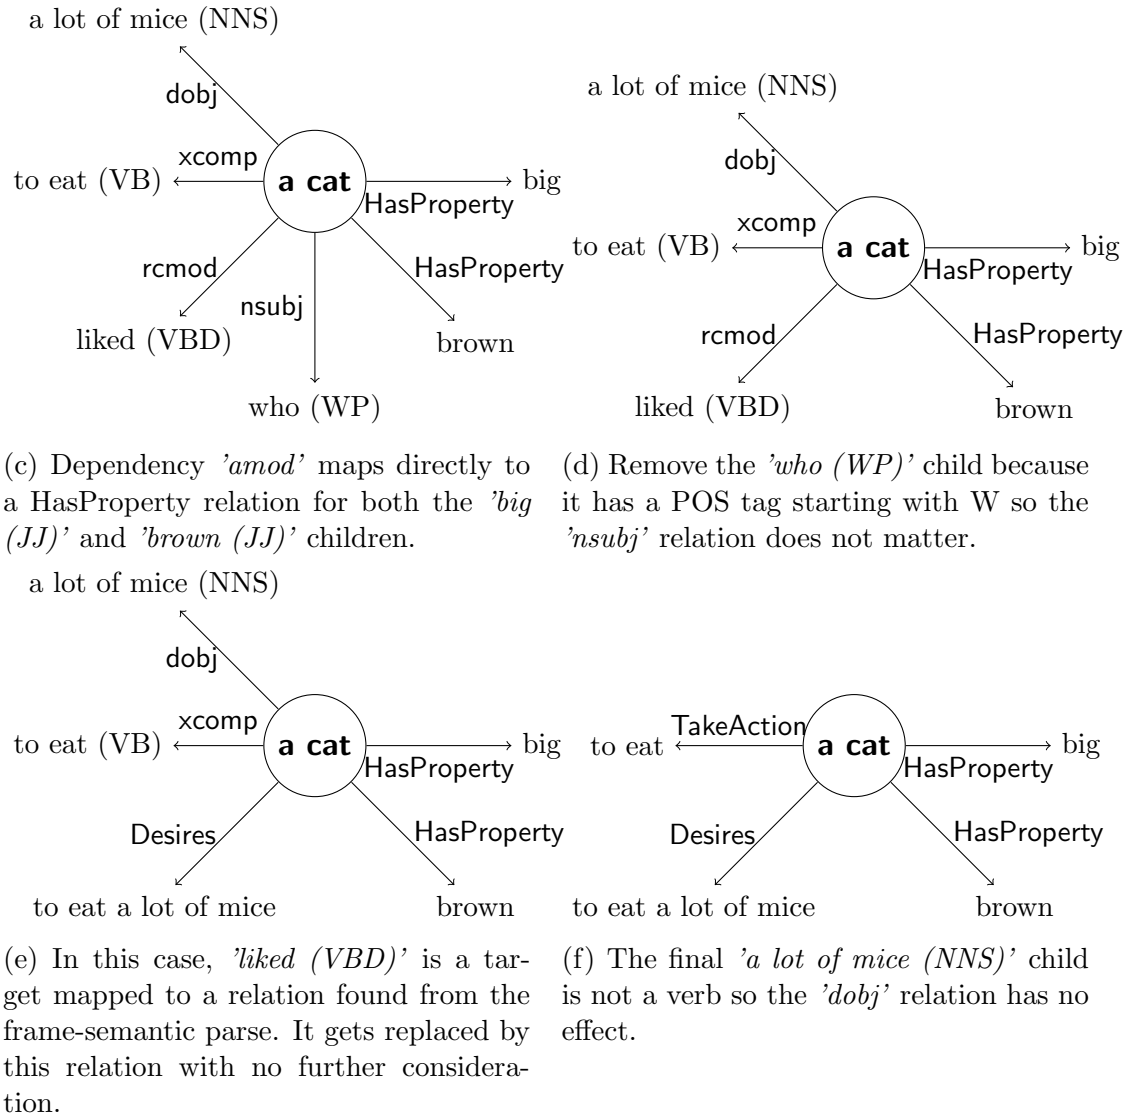 a lot of mice (NNS)
dobj
xcomp
to eat (VB)
a cat
big
HasProperty
rcmod
HasProperty
nsubj
liked (VBD)
brown
who (WP)
(c) Dependency 'amod' maps directly to
a HasProperty relation for both the 'big
(JJ)' and 'brown (JJ)' children.
a lot of mice (NNS)
dobj
xcomp
to eat (VB)
a cat
big
HasProperty
rcmod
HasProperty
liked (VBD)
brown
(d) Remove the 'who (WP)' child because
it has a POS tag starting with W so the
'nsubj' relation does not matter.
a lot of mice (NNS)
dobj
xcomp
to eat (VB)
a cat
big
HasProperty
Desires
HasProperty
to eat a lot of mice
brown
(e) In this case, 'liked (VBD)' is a tar-
get mapped to a relation found from the
frame-semantic parse. It gets replaced by
this relation with no further considera-
tion.
TakeAction
to eat
a cat
big
HasProperty
Desires
HasProperty
to eat a lot of mice
brown
(f) The final 'a lot of mice (NNS)' child
is not a verb so the 'dobj' relation has no
effect.